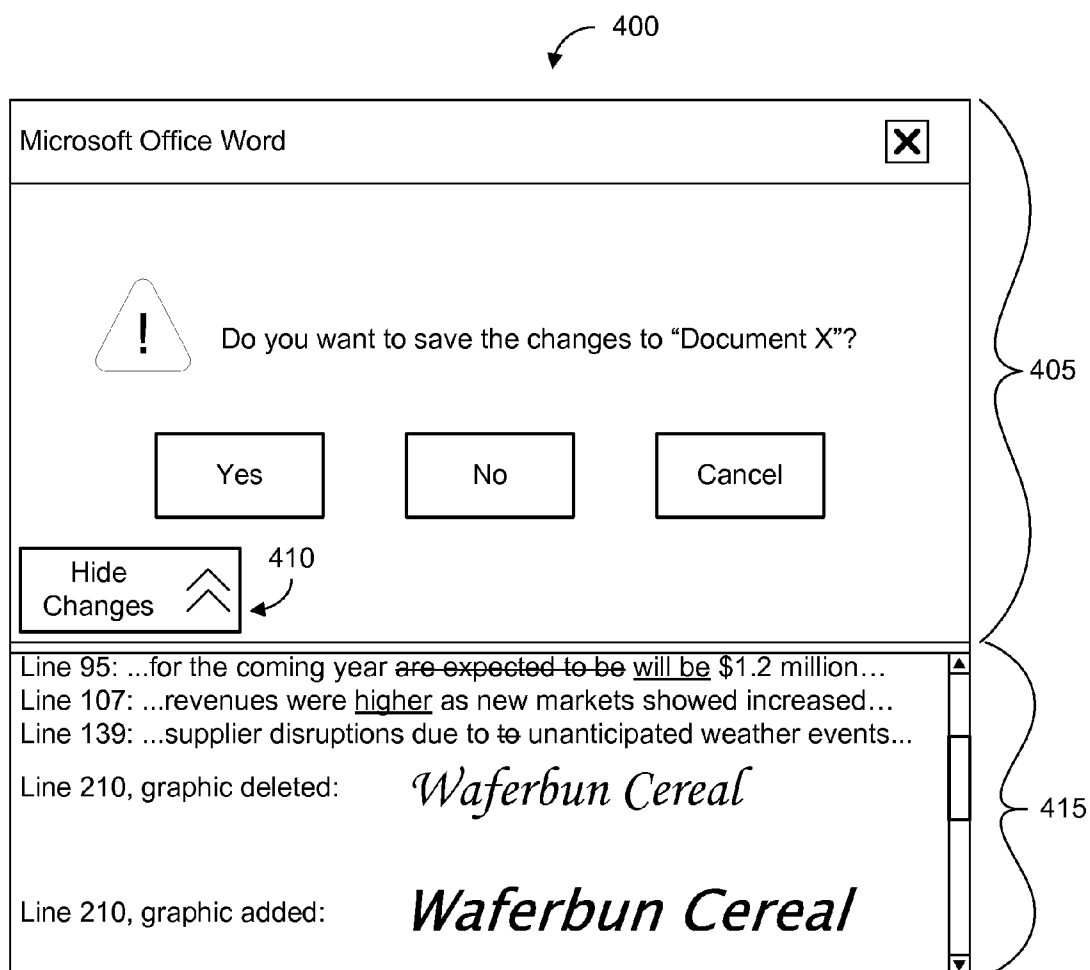 400
Microsoft Office Word
Do you want to save the changes to “Document X”?
405
Yes
No
Cancel
Hide
Changes
410
Line 95: ...for the coming year are expected to be will be $1.2 million…
Line 107: ...revenues were higher as new markets showed increased…
Line 139: ...supplier disruptions due to to unanticipated weather events...
Line 210, graphic deleted: Waferbun Cereal
415
Line 210, graphic added: Waferbun Cereal